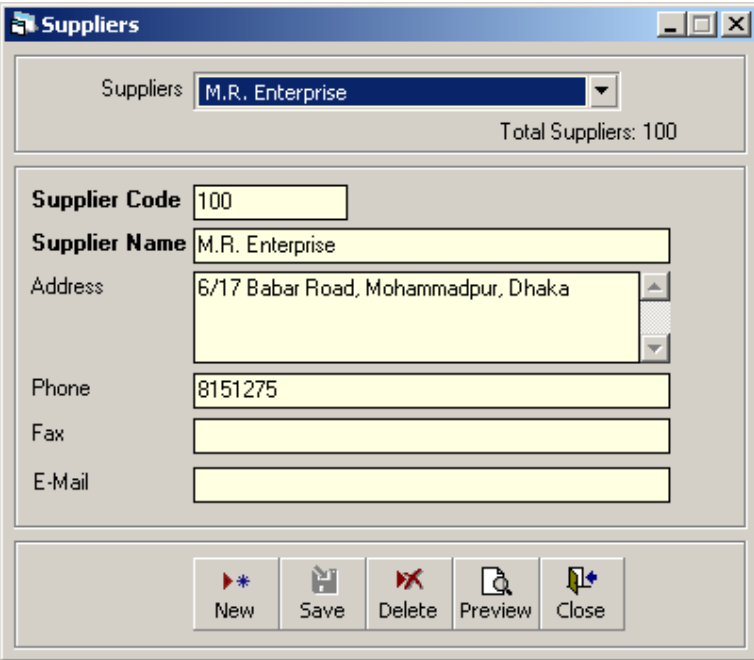 Suppliers
Suppliers M.R. Enterprise
Total Suppliers: 100
Supplier Code 100
Supplier Name M.R. Enterprise
Address 6/17 Babar Road, Mohammadpur, Dhaka
Phone 8151275
Fax
E-Mail
New Save Delete Preview Close